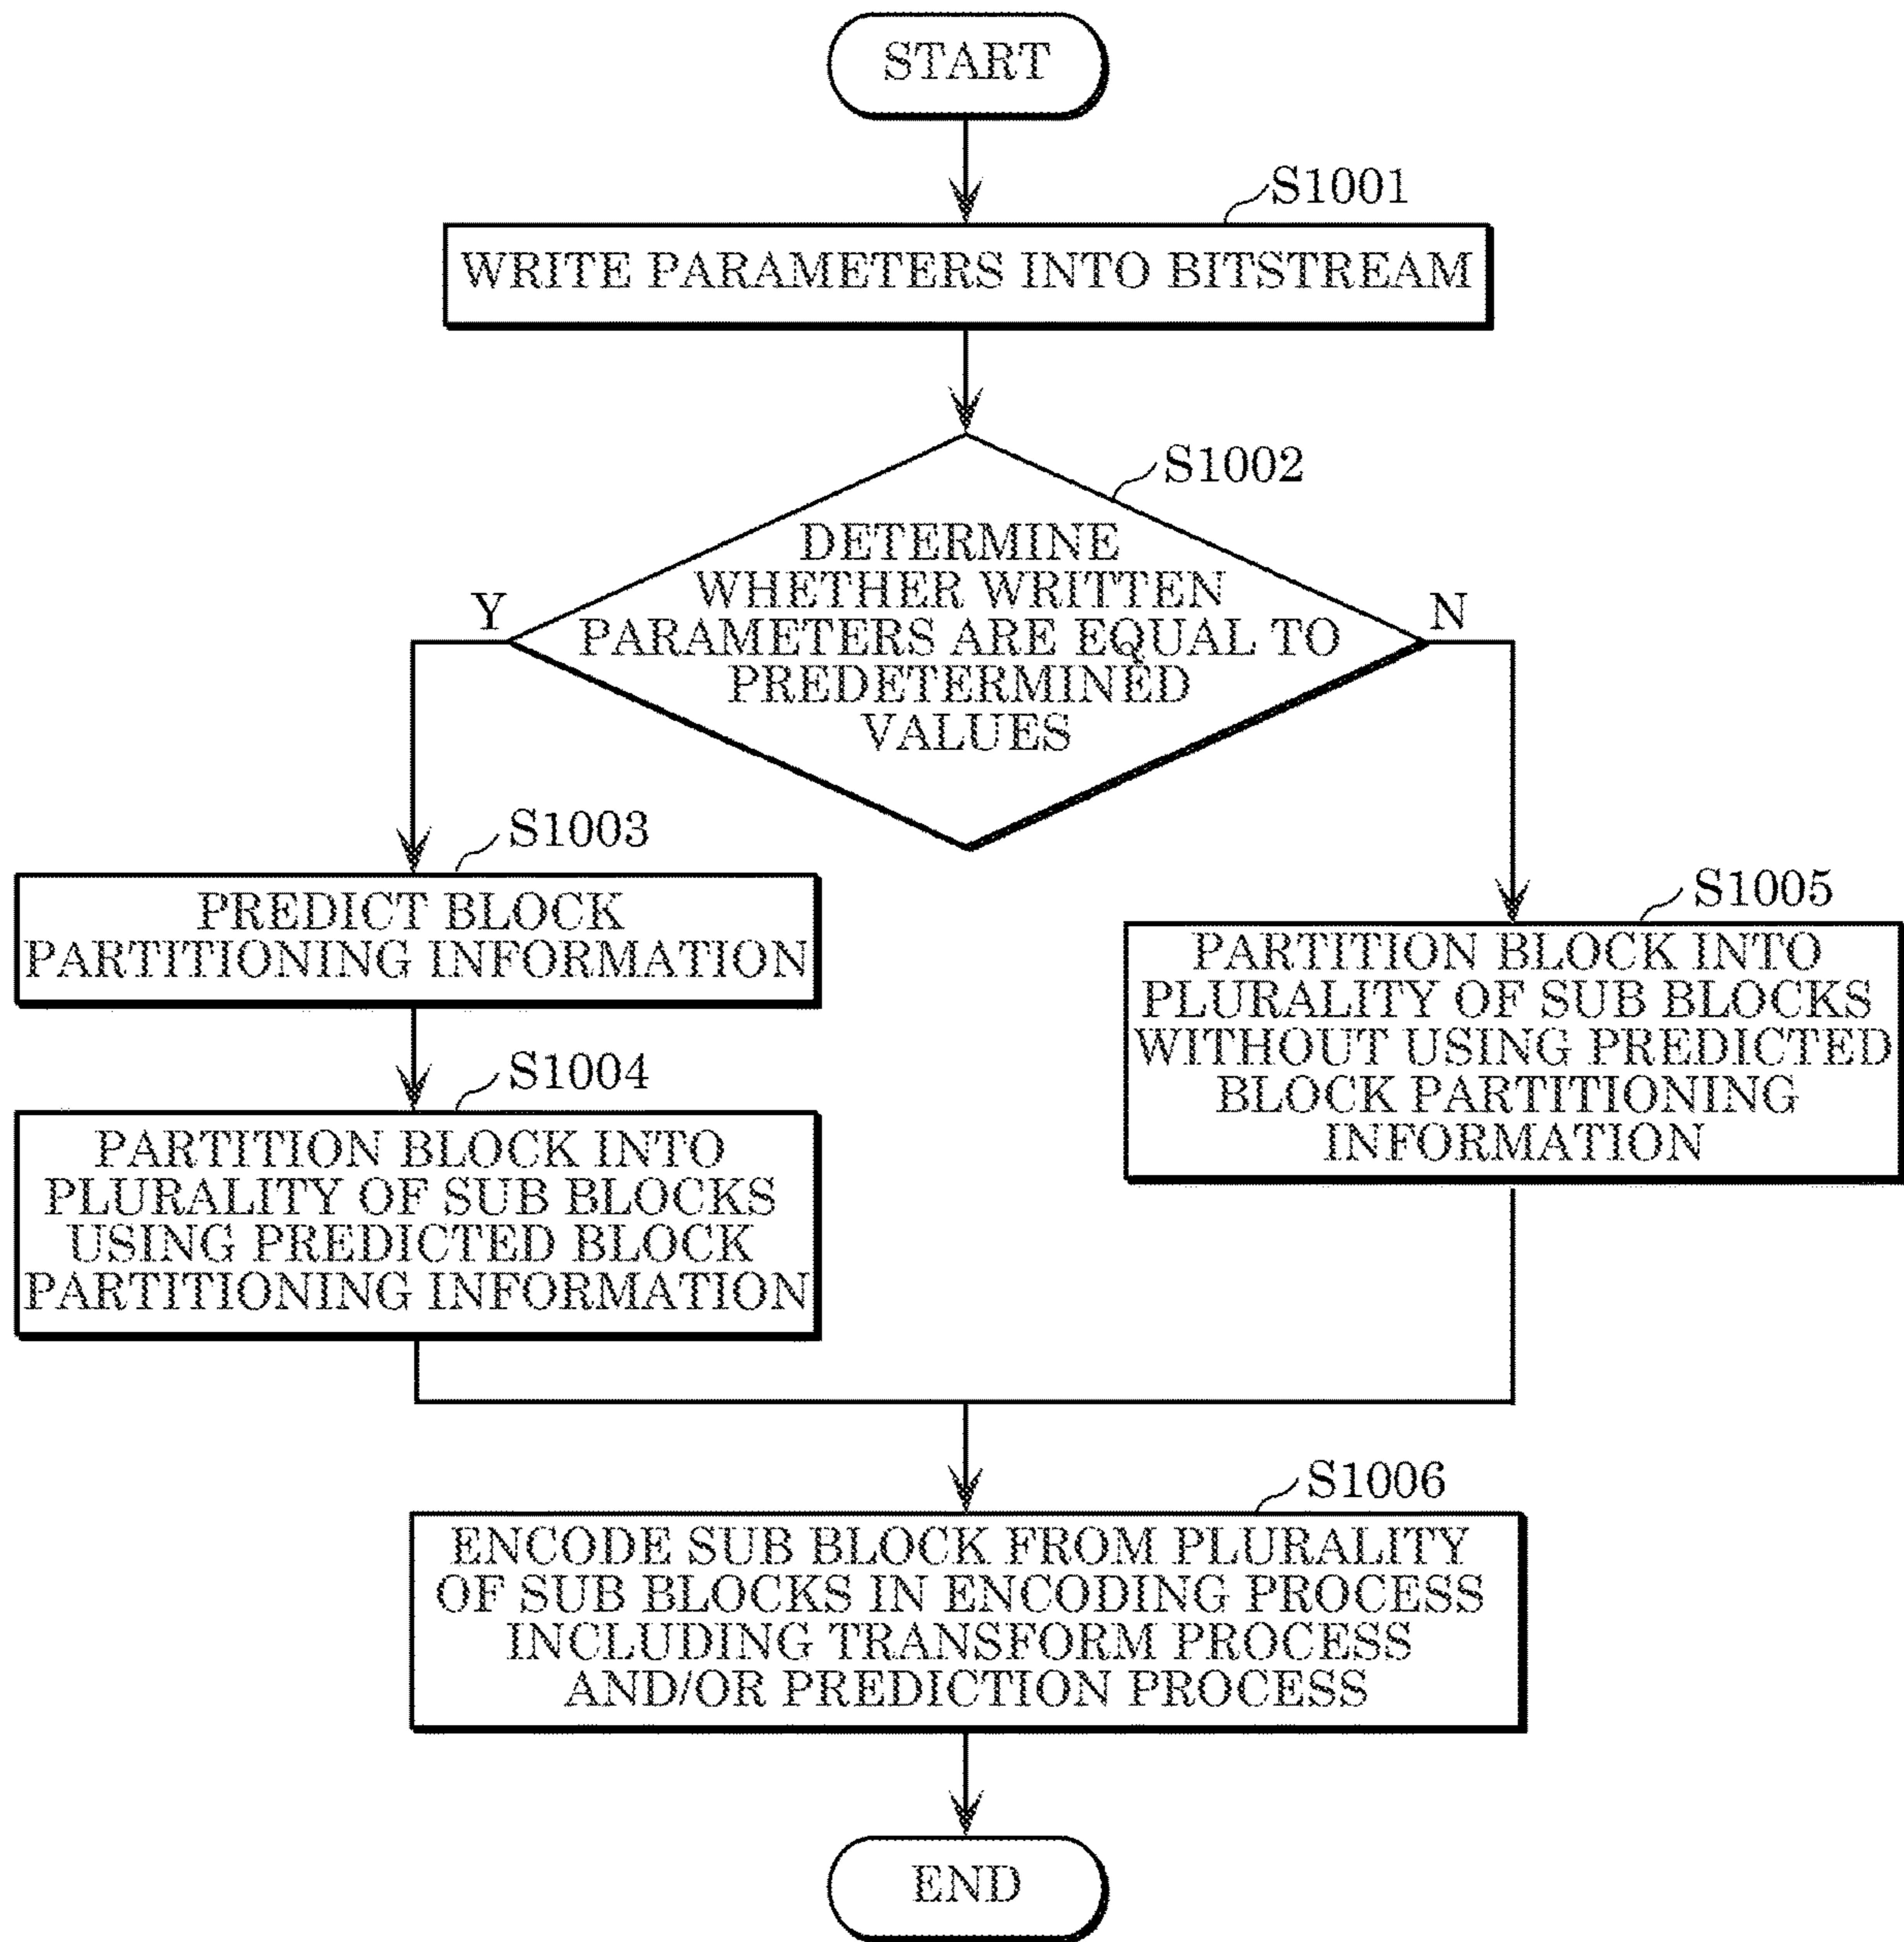 START
S1001
WRITE PARAMETERS INTO BITSTREAM
S1002
DETERMINE
WHETHER WRITTEN
PARAMETERS ARE EQUAL TO
PREDETERMINED
VALUES
Y
N
S1003
PREDICT BLOCK
PARTITIONING INFORMATION
S1004
PARTITION BLOCK INTO
PLURALITY OF SUB BLOCKS
USING PREDICTED BLOCK
PARTITIONING INFORMATION
S1005
PARTITION BLOCK INTO
PLURALITY OF SUB BLOCKS
WITHOUT USING PREDICTED
BLOCK PARTITIONING
INFORMATION
S1006
ENCODE SUB BLOCK FROM PLURALITY
OF SUB BLOCKS IN ENCODING PROCESS
INCLUDING TRANSFORM PROCESS
AND/OR PREDICTION PROCESS
END